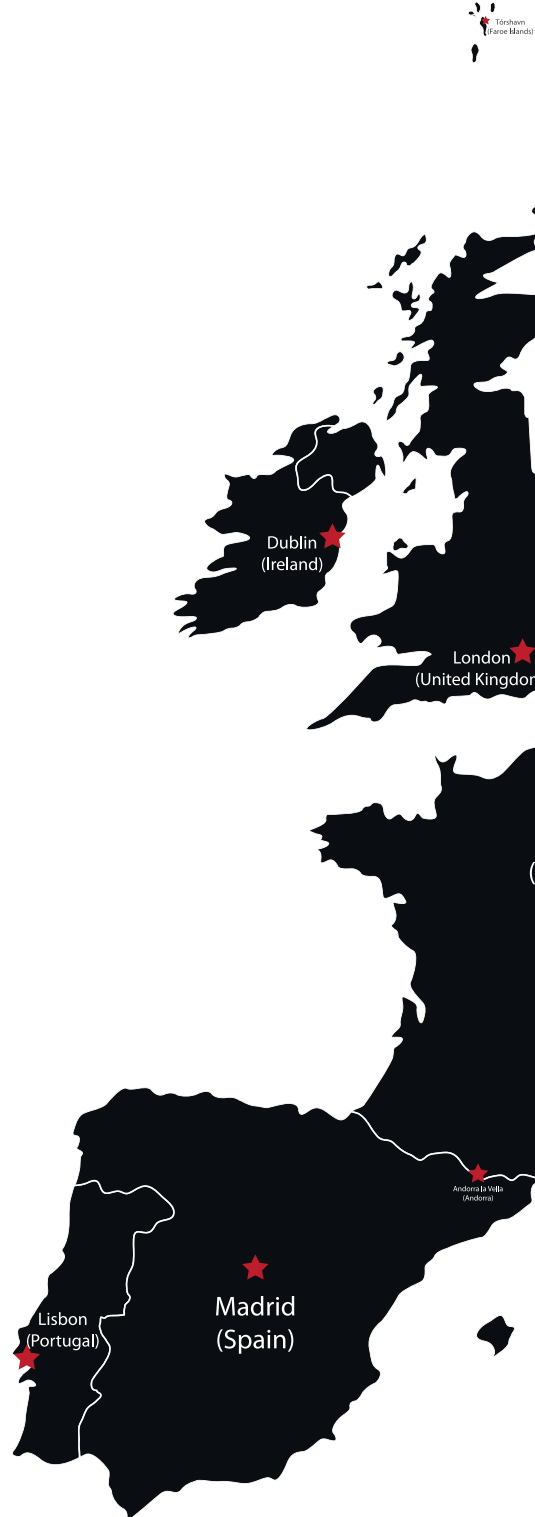 Tórshavn
(Faroe Islands)
Dublin
(Ireland)
London
(United Kingdom
(
Andorra la Vella
(Andorra)
Madrid
(Spain)
Lisbon
(Portugal)